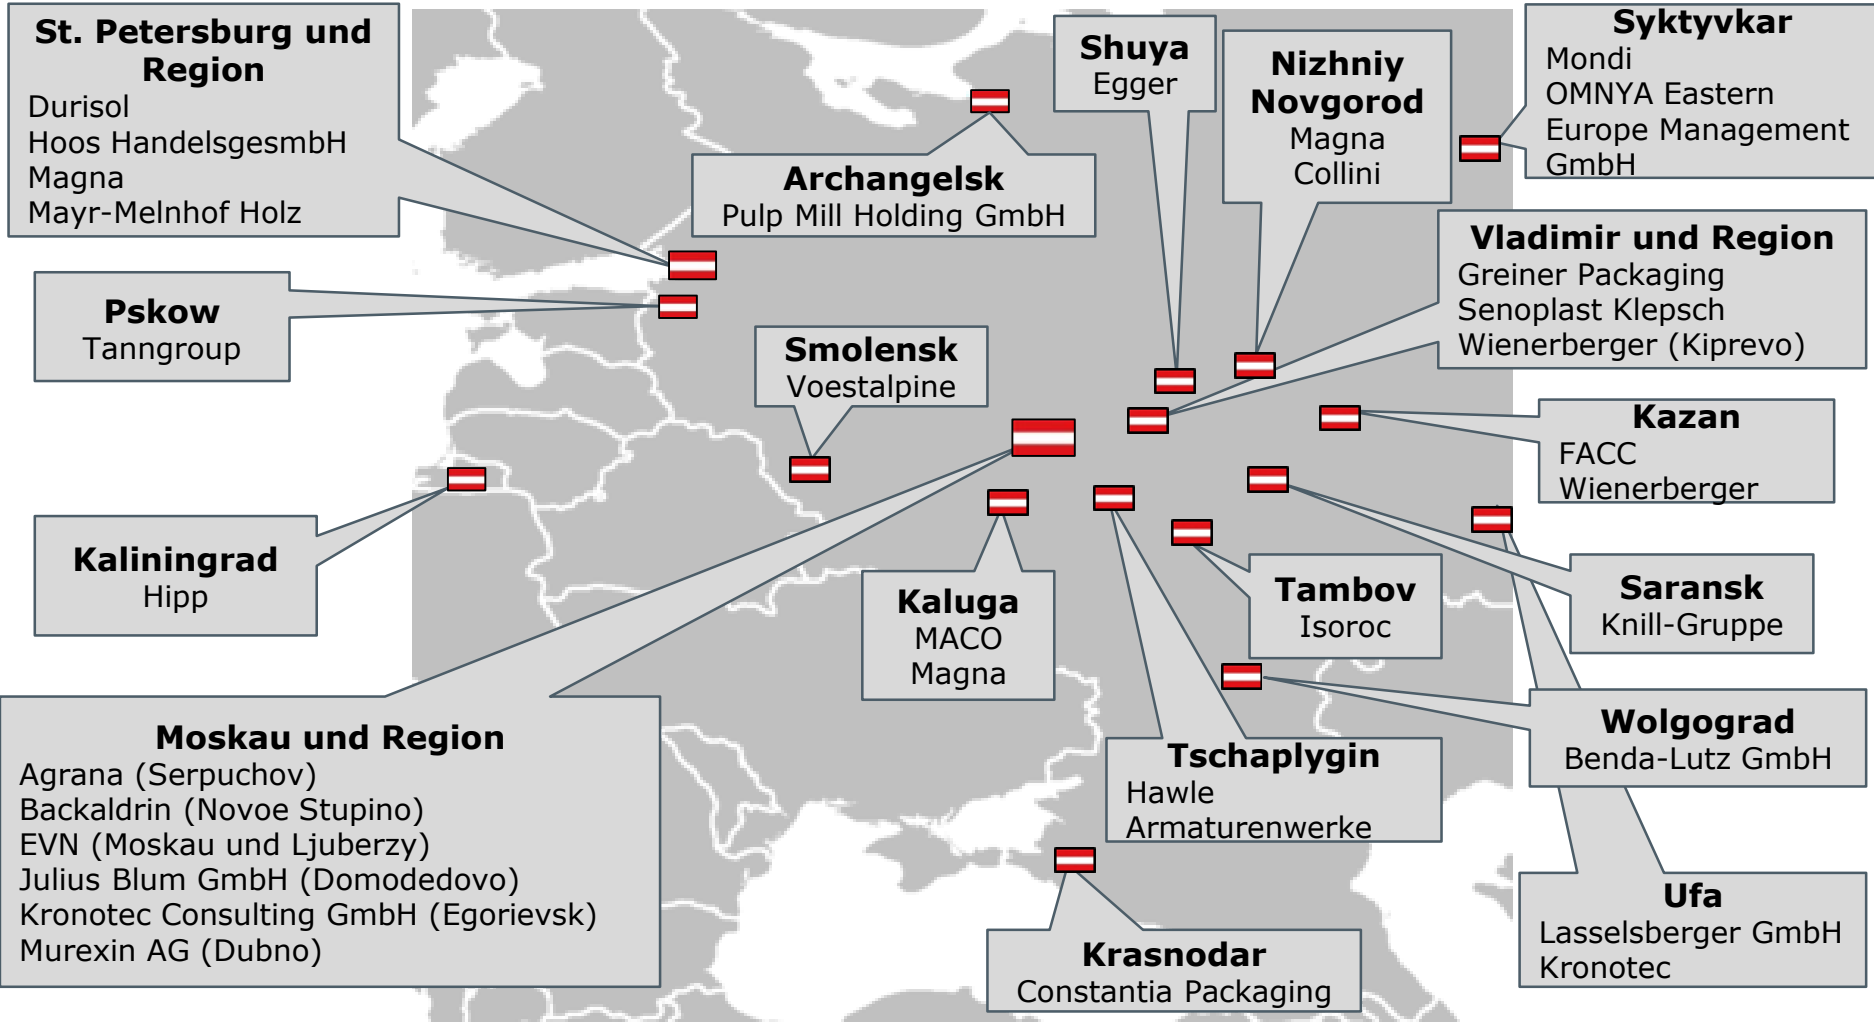 St. Petersburg und
Region
Durisol
Hoos HandelsgesmbH
Magna
Mayr-Melnhof Holz
Shuya
Egger
Nizhniy
Novgorod
Magna
Collini
Syktyvkar
Mondi
OMNYA Eastern
Europe Management
GmbH
Archangelsk
Pulp Mill Holding GmbH
Vladimir und Region
Greiner Packaging
Senoplast Klepsch
Wienerberger (Kiprevo)
Pskow
Tanngroup
Smolensk
Voestalpine
Kazan
FACC
Wienerberger
Kaliningrad
Hipp
Kaluga
MACO
Magna
Tambov
Isoroc
Saransk
Knill-Gruppe
Moskau und Region
Agrana (Serpuchov)
Backaldrin (Novoe Stupino)
EVN (Moskau und Ljuberzy)
Julius Blum GmbH (Domodedovo)
Kronotec Consulting GmbH (Egorievsk)
Murexin AG (Dubno)
Tschaplygin
Hawle
Armaturenwerke
Wolgograd
Benda-Lutz GmbH
Krasnodar
Constantia Packaging
Ufa
Lasselsberger GmbH
Kronotec